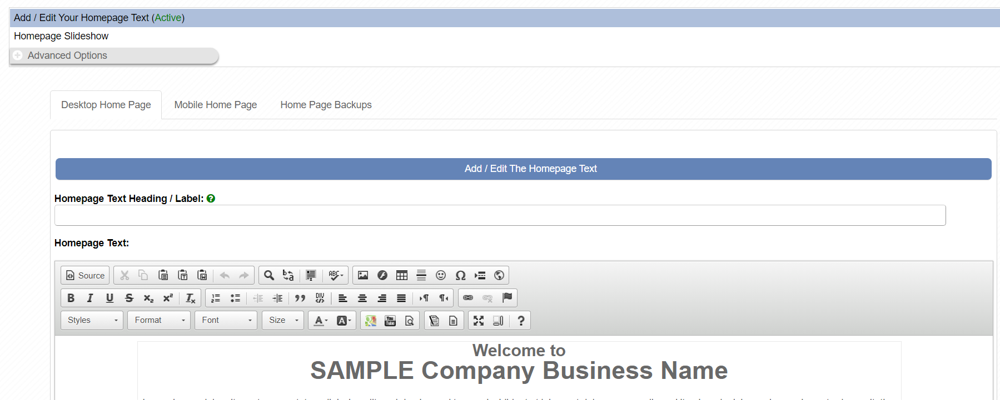 Add / Edit Your Homepage Text (Active)
Homepage Slideshow
Advanced Options
Desktop Home Page Mobile Home Page Home Page Backups
Add / Edit The Homepage Text
Homepage Text Heading / Label:
Homepage Text:
Source
Styles Format Font Size
Welcome to
SAMPLE Company Business Name